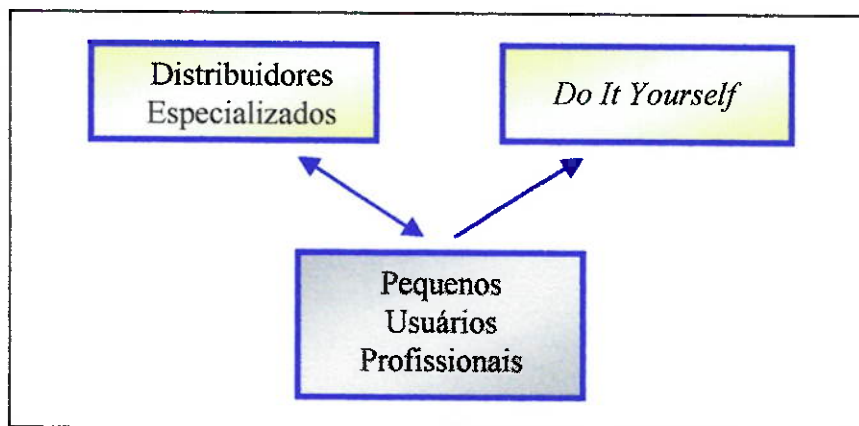 Distribuidores
Especializados
Do It Yourself
Pequenos
Usuários
Profissionais